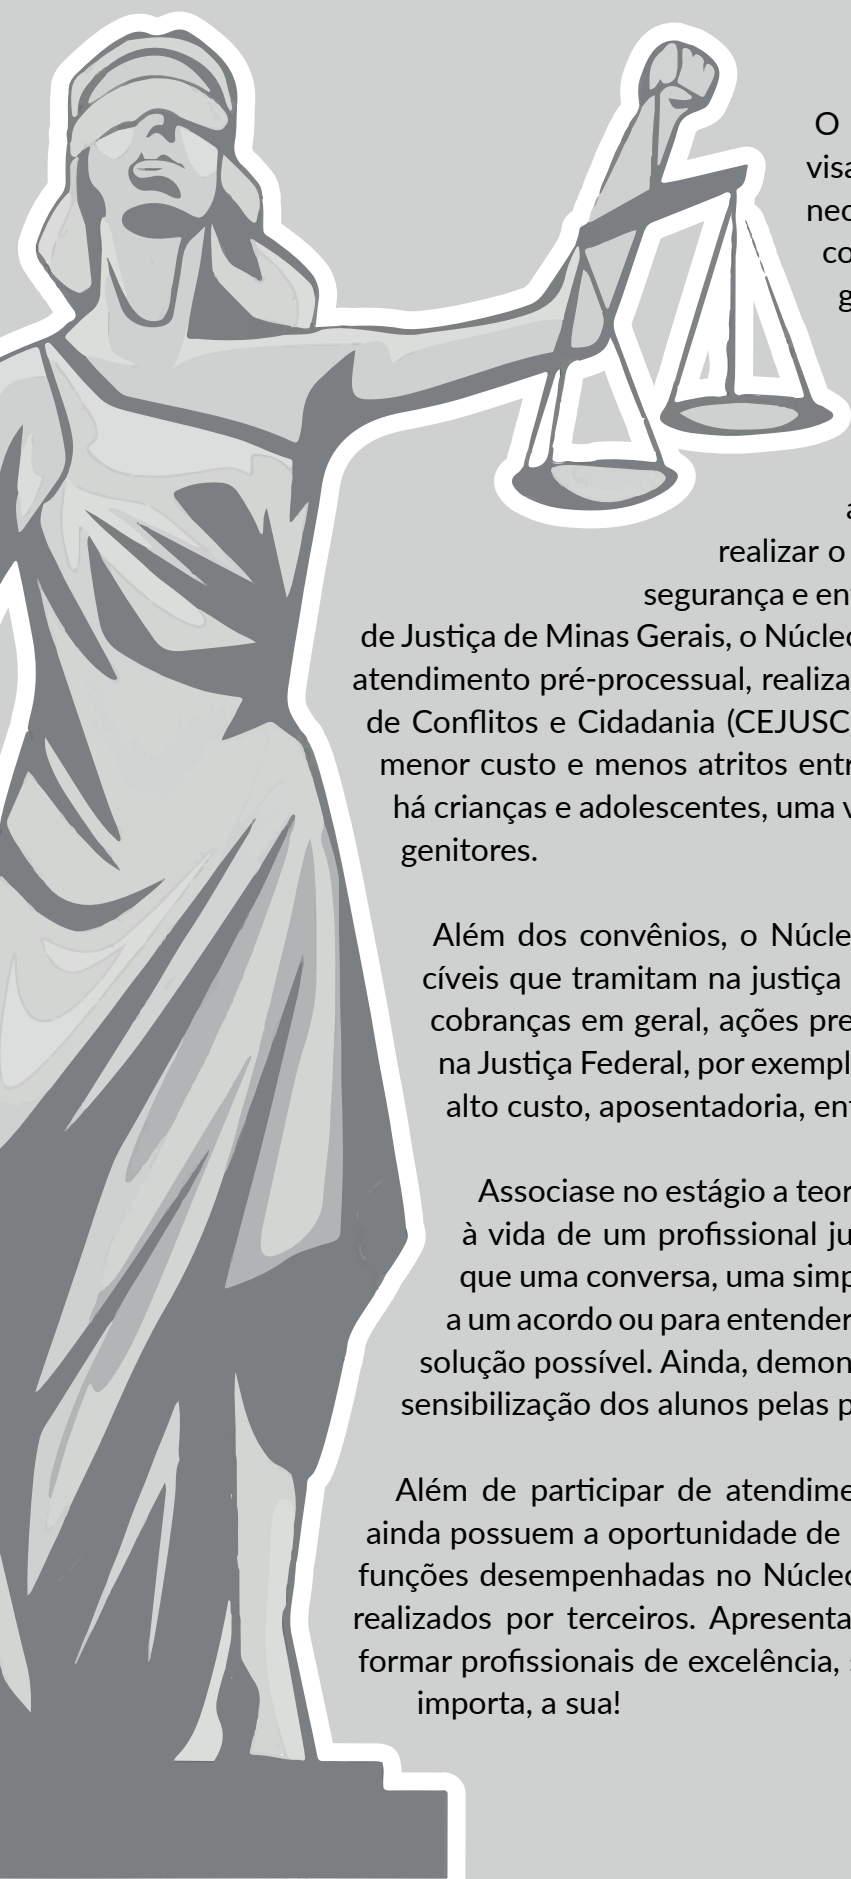 O
visa
nec
co
g
a
realizar o
segurança e en
de Justiça de Minas Gerais, o Núcleo
atendimento pré-processual, realiza
de Conflitos e Cidadania (CEJUSC
menor custo e menos atritos entr
há crianças e adolescentes, uma v
genitores.
Além dos convênios, o Núcle
cíveis que tramitam na justiça
cobranças em geral, ações pre
na Justiça Federal, por exempl
alto custo, aposentadoria, en
Associase no estágio a teor
à vida de um profissional ju
que uma conversa, uma simp
a um acordo ou para entender
solução possível. Ainda, demon
sensibilização dos alunos pelas p
Além de participar de atendime
ainda possuem a oportunidade de
funções desempenhadas no Núcleo
realizados por terceiros. Apresenta
formar profissionais de excelência, s
importa, a sua!